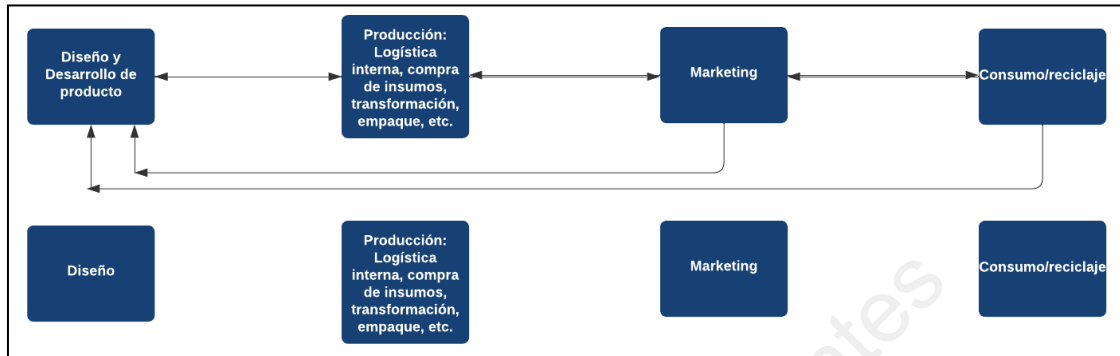 Diseño y
Desarrollo de
producto
Producción:
Logística
interna, compra
de insumos,
transformación,
empaque, etc.
Marketing
Consumo/reciclaje
Diseño
Producción:
Logística
interna, compra
de insumos,
transformación,
empaque, etc.
Marketing
Consumo/reciclaje